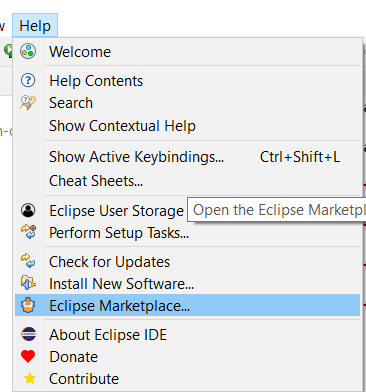 Help
Welcome
Help Contents
Search
Show Contextual Help
Show Active Keybindings... Ctrl+Shift+L
Cheat Sheets...
Eclipse User Storage
Open the Eclipse Marketpl
Perform Setup Tasks...
Check for Updates
Install New Software...
Eclipse Marketplace...
About Eclipse IDE
Donate
Contribute